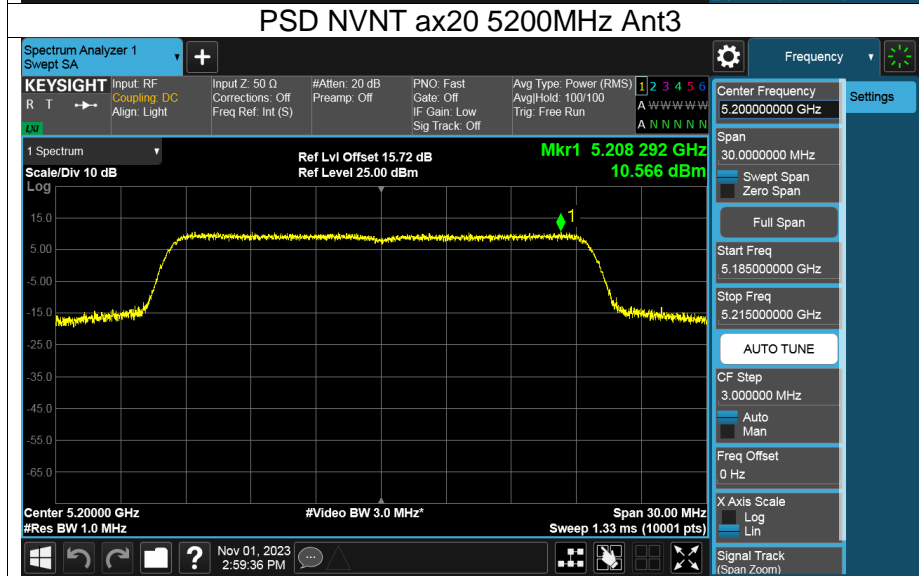 PSD NVNT ax20 5200MHz Ant3
Spectrum Analyzer 1
Swept SA
+
Frequency
KEYSIGHT
R T
LXI
Input: RF
Coupling: DC
Align: Light
Input Z: 50 Ω
Corrections: Off
Freq Ref: Int (S)
#Atten: 20 dB
Preamp: Off
PNO: Fast
Gate: Off
IF Gain: Low
Sig Track: Off
Avg Type: Power (RMS)
Avg|Hold: 100/100
Trig: Free Run
1 2 3 4 5 6
A W W W W W
A N N N N N
1 Spectrum
Scale/Div 10 dB
Ref Lvl Offset 15.72 dB
Ref Level 25.00 dBm
Mkr1 5.208 292 GHz
10.566 dBm
Log
15.0
5.00
-5.00
-15.0
-25.0
-35.0
-45.0
-55.0
-65.0
1
Center 5.20000 GHz
#Res BW 1.0 MHz
#Video BW 3.0 MHz*
Span 30.00 MHz
Sweep 1.33 ms (10001 pts)
?
Nov 01, 2023
2:59:36 PM
Center Frequency
5.200000000 GHz
Settings
Span
30.0000000 MHz
Swept Span
Zero Span
Full Span
Start Freq
5.185000000 GHz
Stop Freq
5.215000000 GHz
AUTO TUNE
CF Step
3.000000 MHz
Auto
Man
Freq Offset
0 Hz
X Axis Scale
Log
Lin
Signal Track
(Span Zoom)